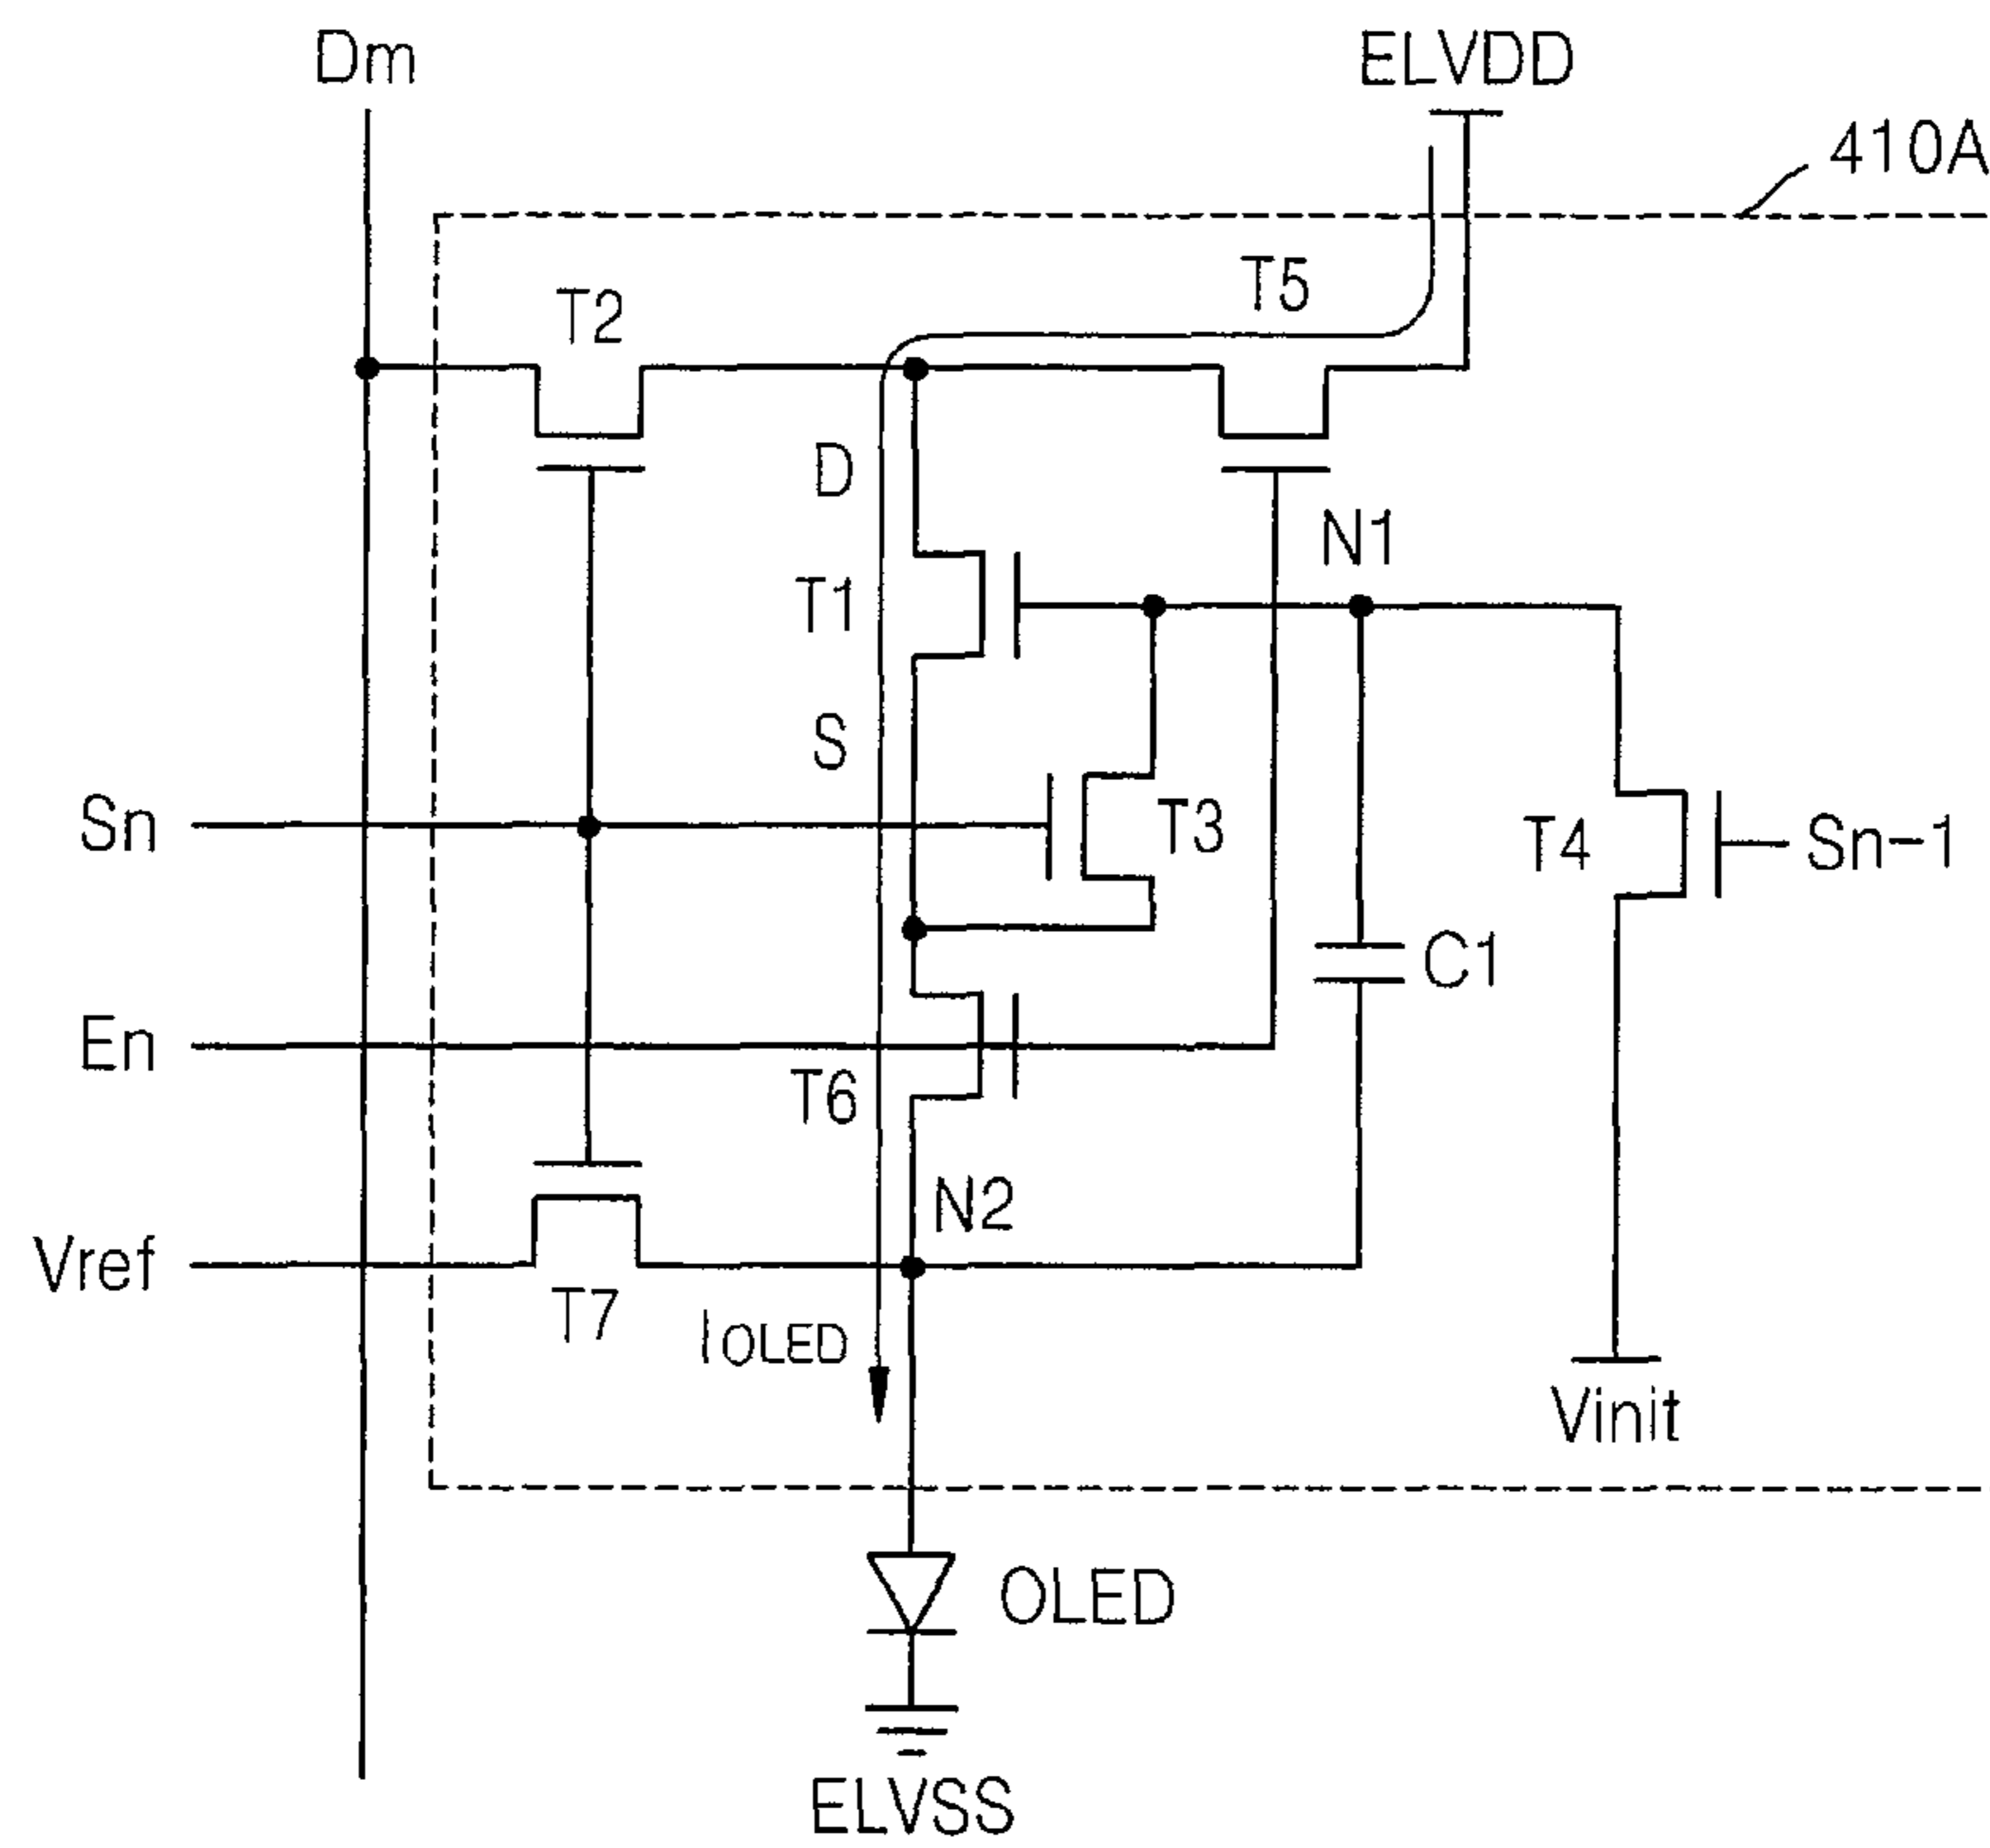 Dm
ELVDD
410A
T2
T5
D
N1
T1
S
Sn
T3
T4
Sn-1
C1
En
T6
N2
Vref
T7
IOLED
Vinit
OLED
ELVSS